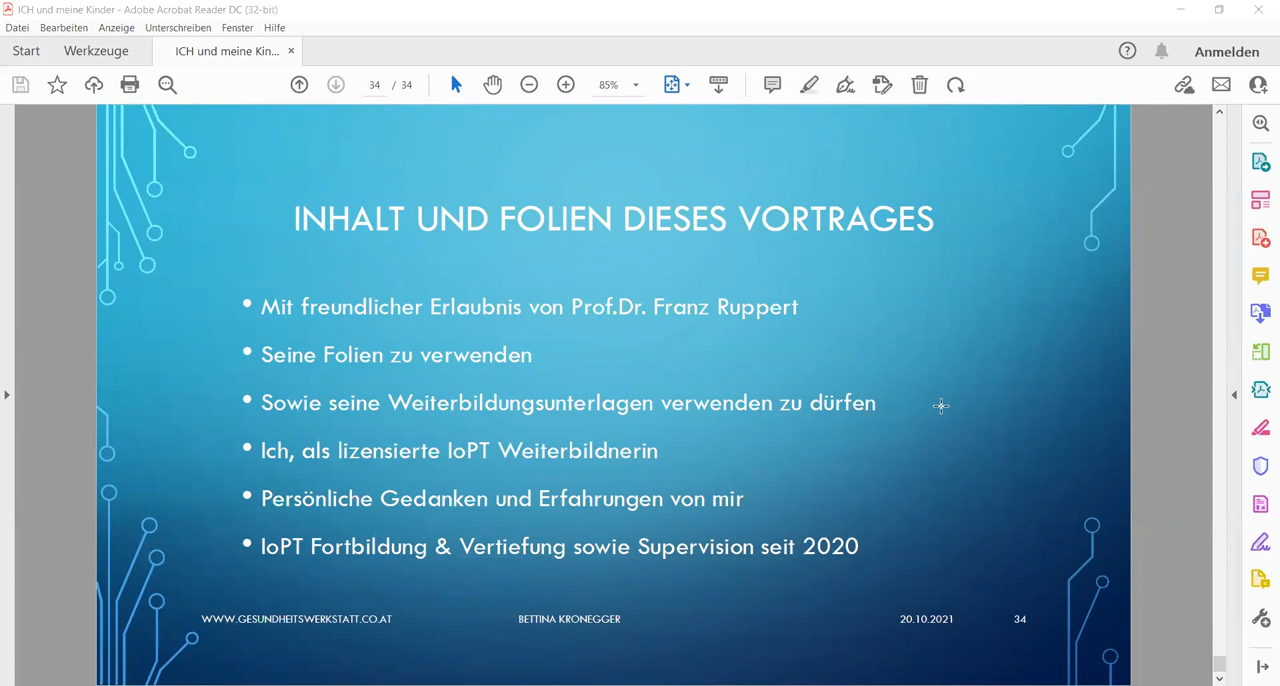 ICH und meine Kinder - Adobe Acrobat Reader DC (32-bit)
Datei Bearbeiten Anzeige Unterschreiben Fenster Hilfe
Start Werkzeuge ICH und meine Kin... × Anmelden
34 / 34 85%
INHALT UND FOLIEN DIESES VORTRAGES
• Mit freundlicher Erlaubnis von Prof.Dr. Franz Ruppert
• Seine Folien zu verwenden
• Sowie seine Weiterbildungsunterlagen verwenden zu dürfen
• Ich, als lizensierte IoPT Weiterbildnerin
• Persönliche Gedanken und Erfahrungen von mir
• IoPT Fortbildung & Vertiefung sowie Supervision seit 2020
WWW.GESUNDHEITSWERKSTATT.CO.AT BETTINA KRONEGGER 20.10.2021 34